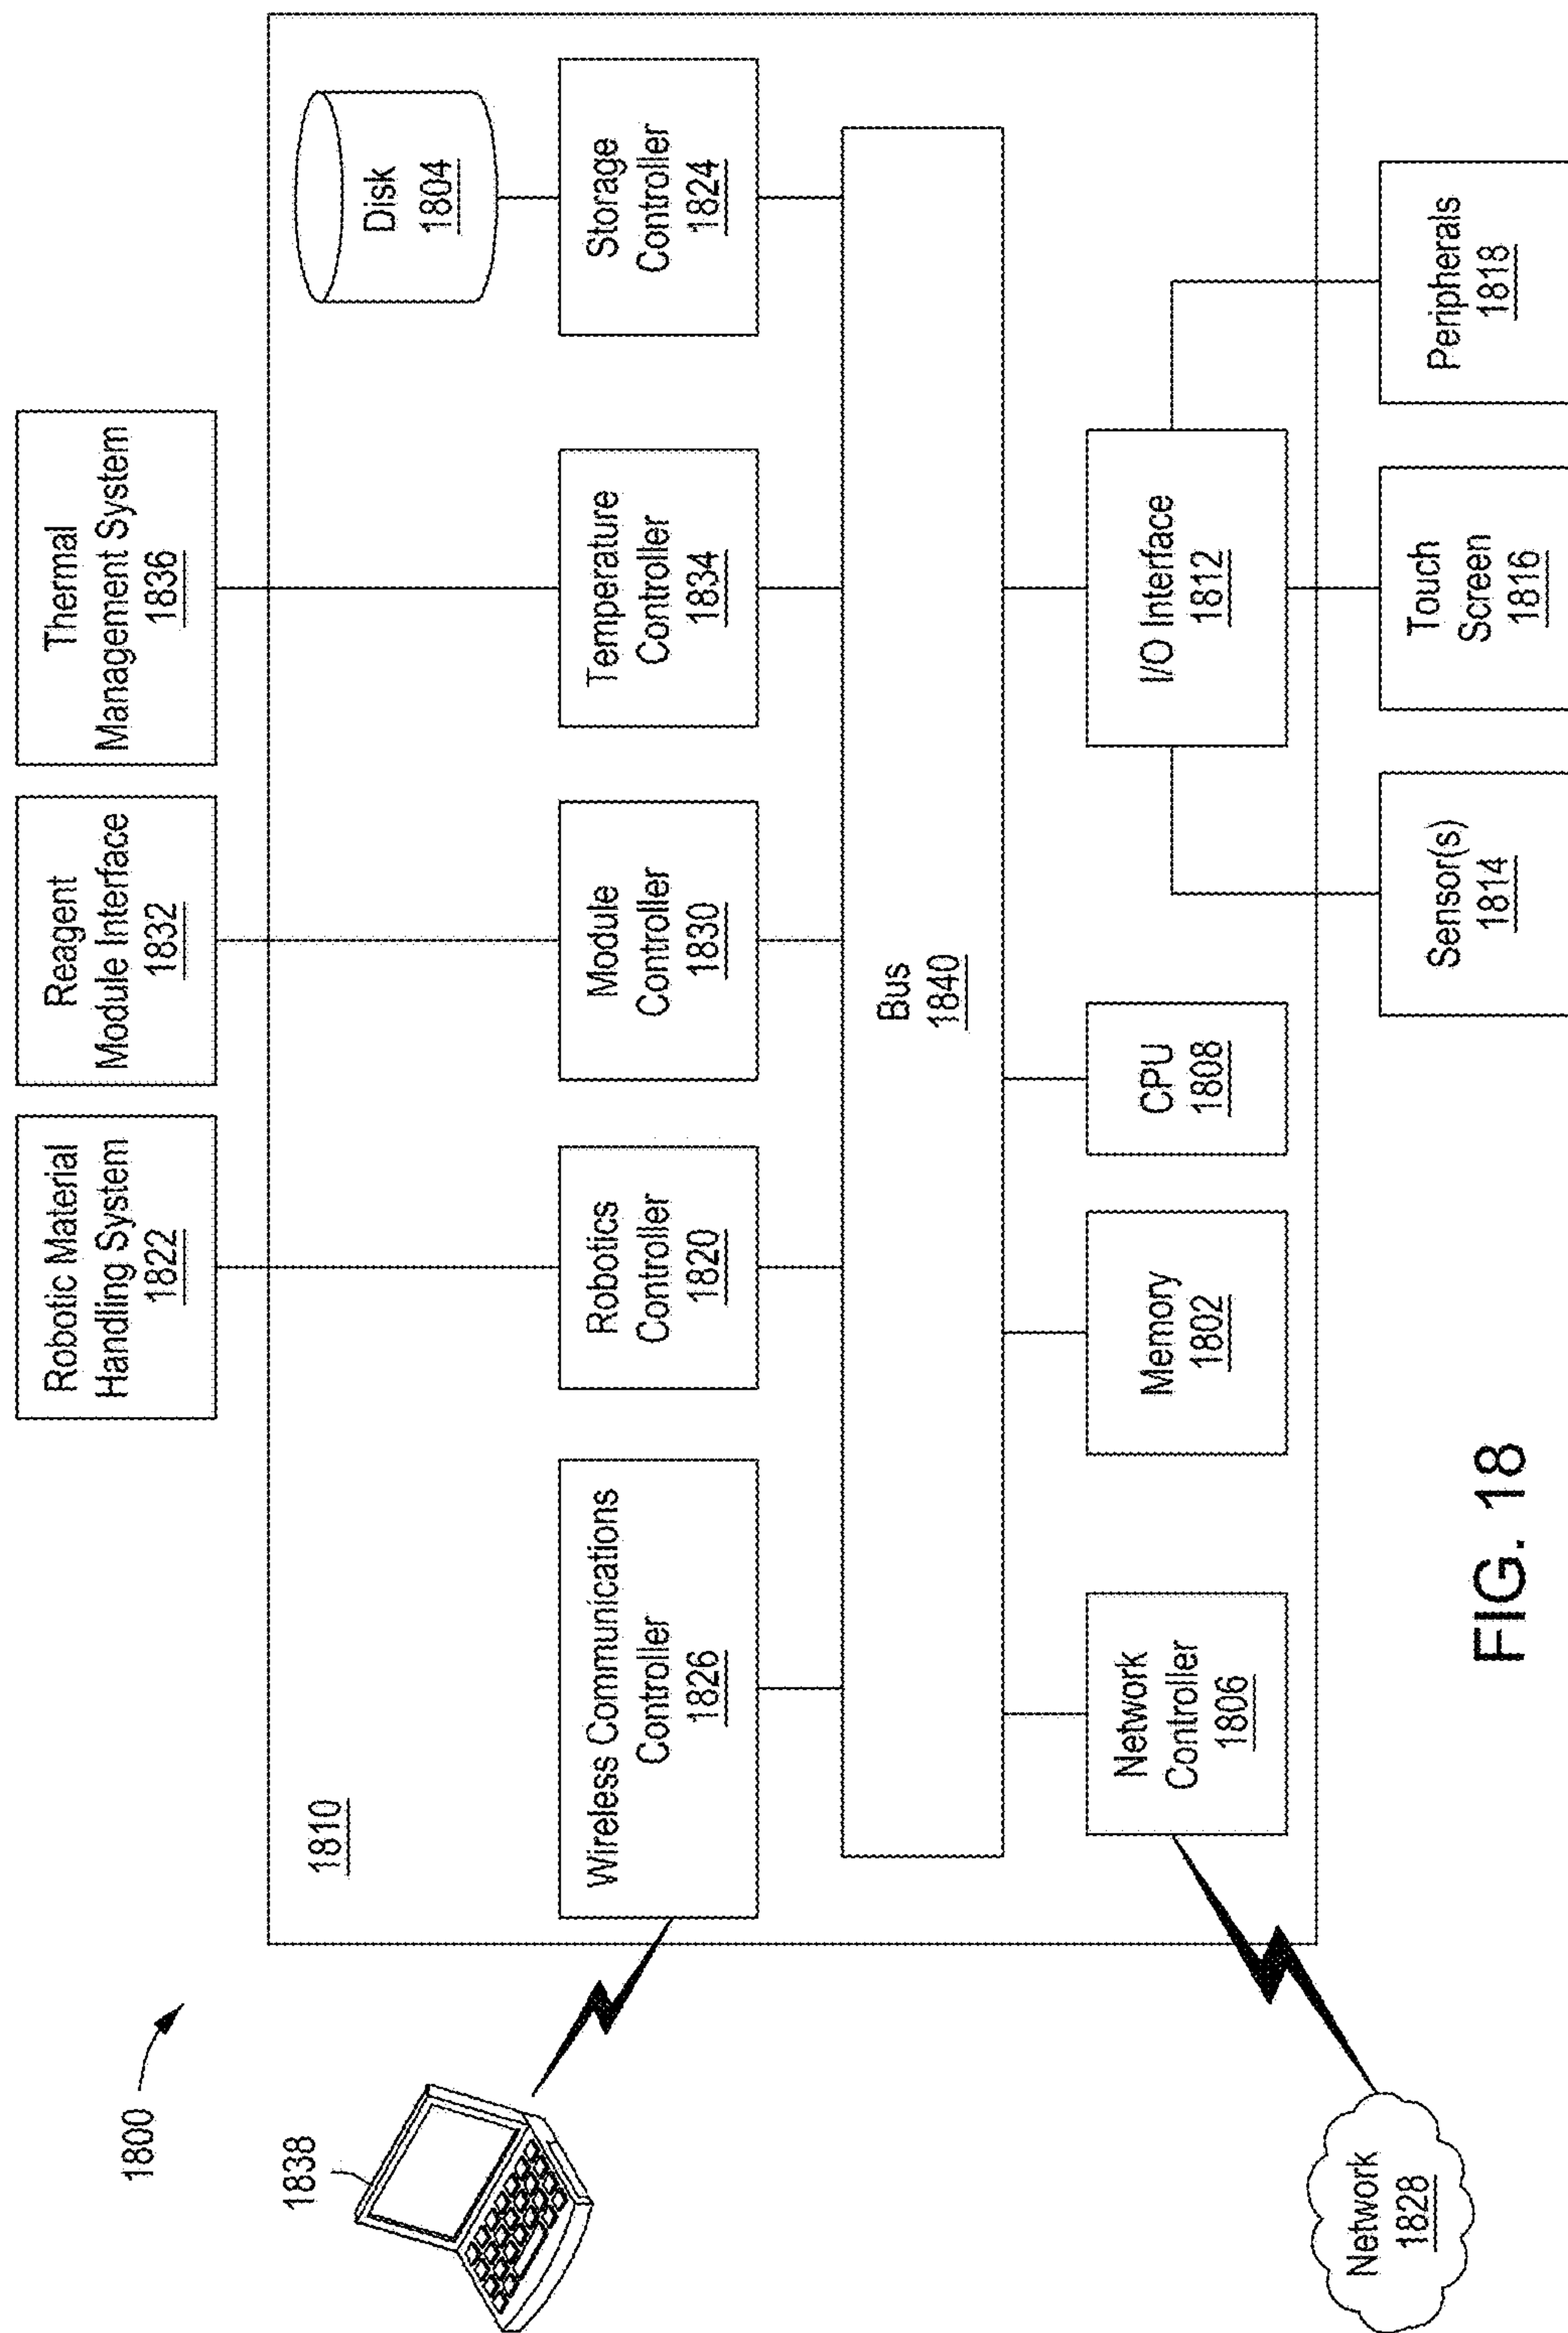 1800
Robotic Material
Handling System
1822
Reagent
Module Interface
1832
Thermal
Management System
1836
1838
1810
Disk
1804
Wireless Communications
Controller
1826
Robotics
Controller
1820
Module
Controller
1830
Temperature
Controller
1834
Storage
Controller
1824
Bus
1840
Network
Controller
1806
Memory
1802
CPU
1808
I/O Interface
1812
Network
1828
Sensor(s)
1814
Touch
Screen
1816
Peripherals
1818
FIG. 18